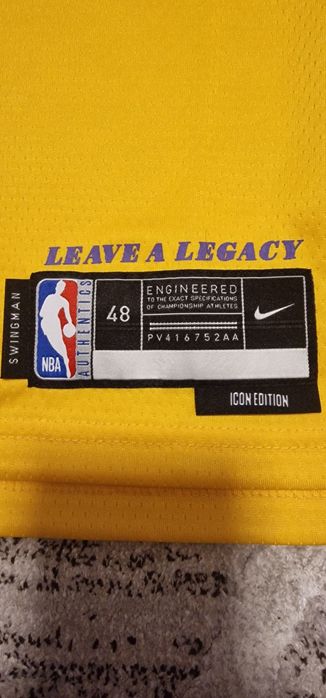 LEAVE A LEGACY
SWINGMAN
NBA
AUTHENTICS
48
ENGINEERED
TO THE EXACT SPECIFICATIONS
OF CHAMPIONSHIP ATHLETES
PV416752AA
ICON EDITION